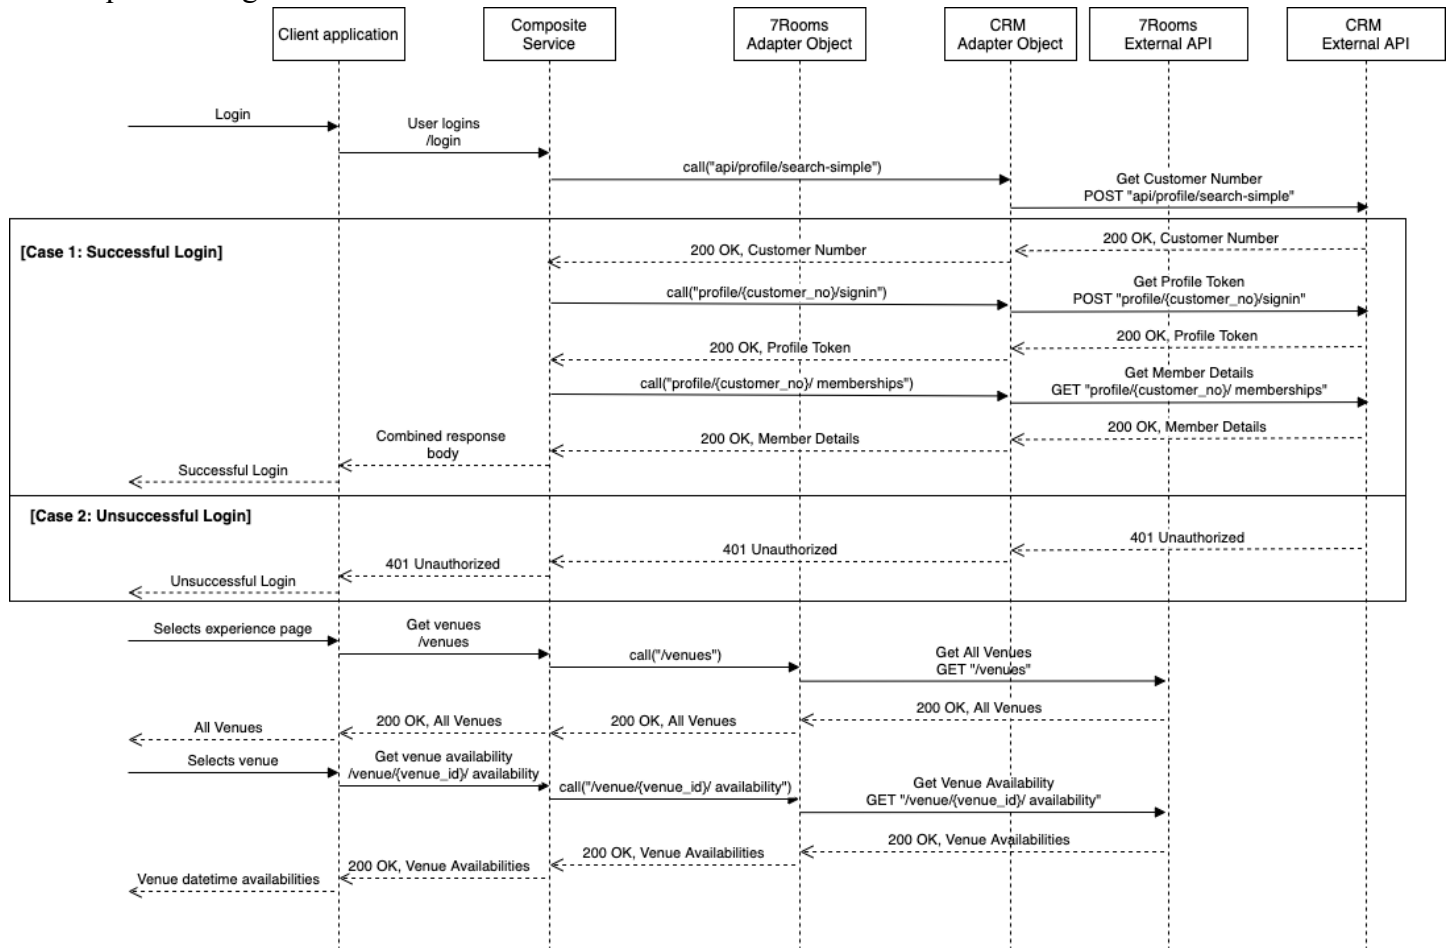 Client application
Composite
Service
7Rooms
Adapter Object
CRM
Adapter Object
7Rooms
External API
CRM
External API
Login
User logins
/login
call("api/profile/search-simple")
Get Customer Number
POST "api/profile/search-simple"
[Case 1: Successful Login]
200 OK, Customer Number
200 OK, Customer Number
Get Profile Token
POST "profile/{customer_no}/signin"
call("profile/{customer_no}/signin")
200 OK, Profile Token
200 OK, Profile Token
Get Member Details
GET "profile/{customer_no}/ memberships"
call("profile/{customer_no}/ memberships")
200 OK, Member Details
200 OK, Member Details
Combined response
body
Successful Login
[Case 2: Unsuccessful Login]
401 Unauthorized
401 Unauthorized
401 Unauthorized
Unsuccessful Login
Selects experience page
Get venues
/venues
call("/venues")
Get All Venues
GET "/venues"
200 OK, All Venues
200 OK, All Venues
200 OK, All Venues
All Venues
Selects venue
Get venue availability
/venue/{venue_id}/ availability
call("/venue/{venue_id}/ availability")
Get Venue Availability
GET "/venue/{venue_id}/ availability"
200 OK, Venue Availabilities
200 OK, Venue Availabilities
200 OK, Venue Availabilities
Venue datetime availabilities